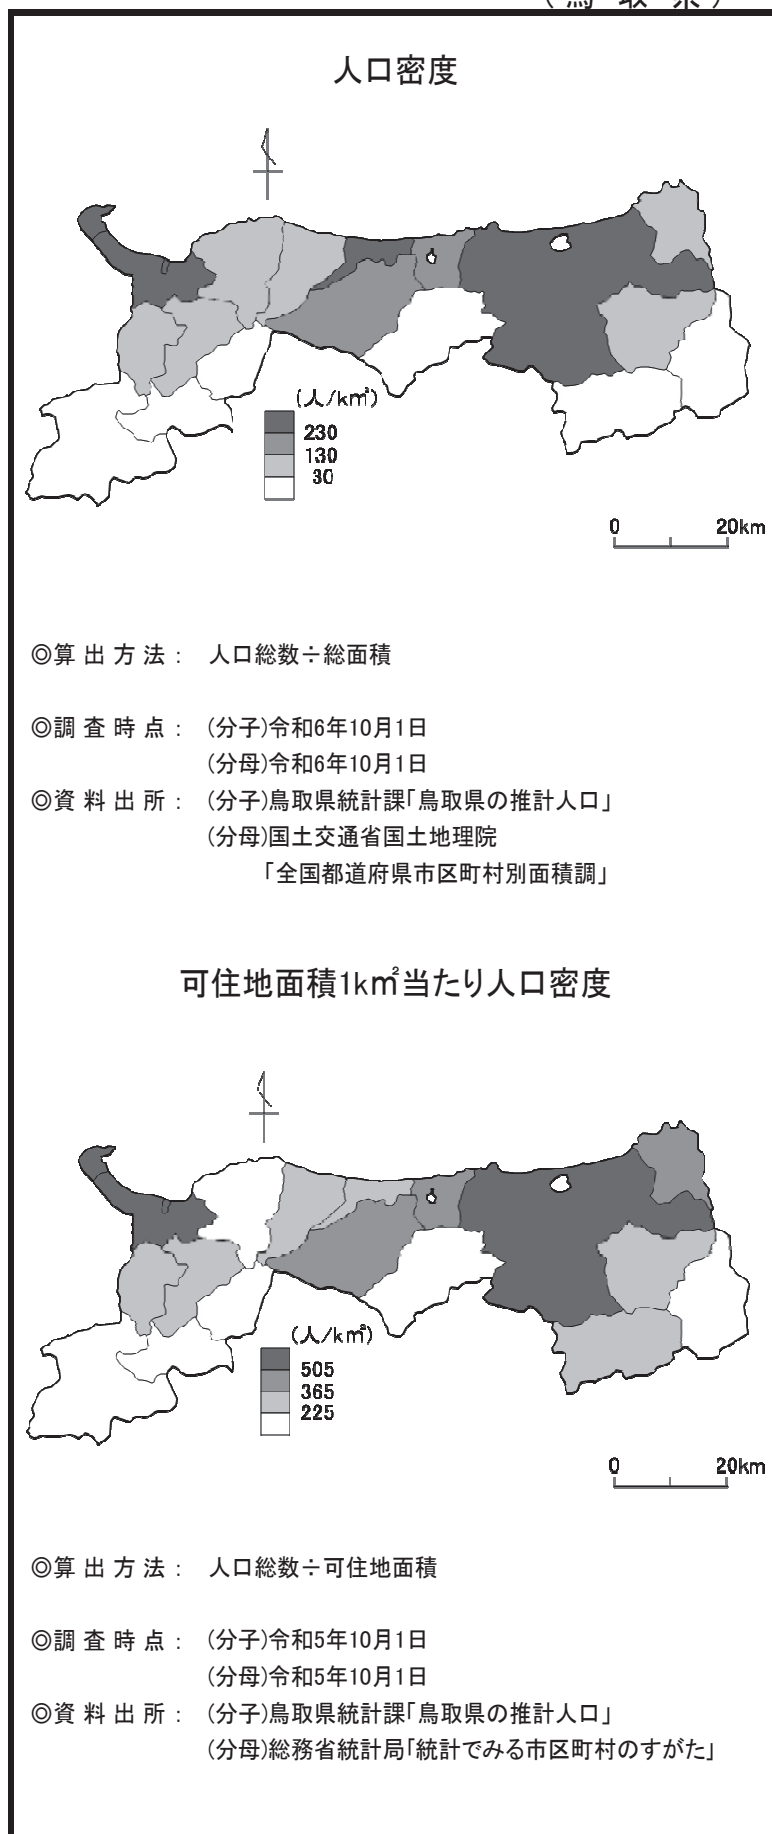 (鳥 取 県)
人口密度
(人/k㎡)
230
130
30
0 20km
◎算 出 方 法 : 人口総数÷総面積
◎調 査 時 点 : (分子)令和6年10月1日
(分母)令和6年10月1日
◎資 料 出 所 : (分子)鳥取県統計課「鳥取県の推計人口」
(分母)国土交通省国土地理院
「全国都道府県市区町村別面積調」
可住地面積1k㎡当たり人口密度
(人/k㎡)
505
365
225
0 20km
◎算 出 方 法 : 人口総数÷可住地面積
◎調 査 時 点 : (分子)令和5年10月1日
(分母)令和5年10月1日
◎資 料 出 所 : (分子)鳥取県統計課「鳥取県の推計人口」
(分母)総務省統計局「統計でみる市区町村のすがた」